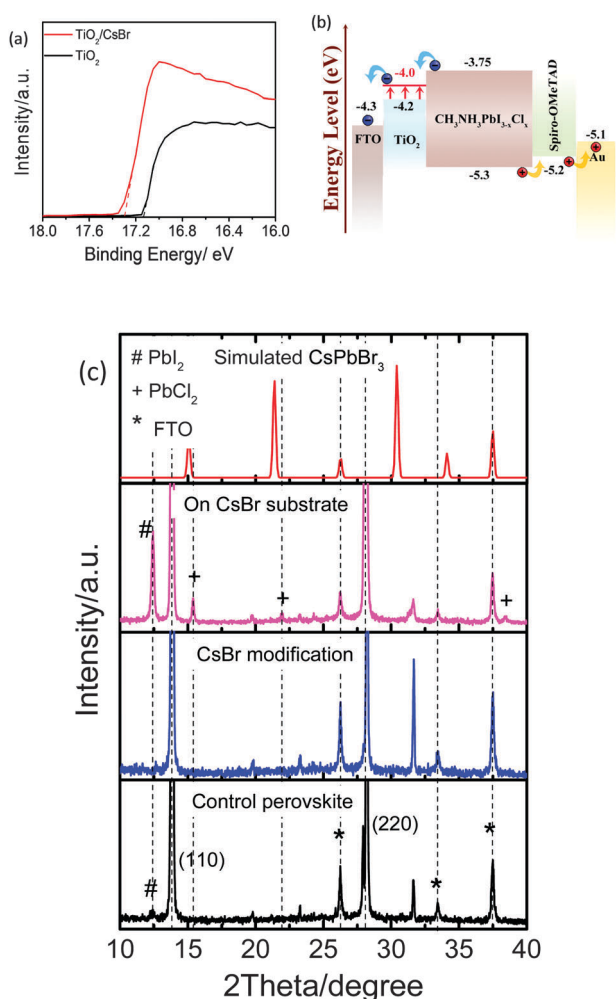 (a)
TiO2/CsBr
TiO2
Intensity/a.u.
18.0 17.6 17.2 16.8 16.4 16.0
Binding Energy/ eV
(b)
Energy Level (eV)
-4.0
-3.75
-4.3
-4.2
FTO
TiO2
CH3NH3PbI3-xClx
Spiro-OMeTAD
-5.3
-5.2
-5.1
Au
(c)
# PbI2
+ PbCl2
* FTO
Simulated CsPbBr3
On CsBr substrate
#
+
+
+
CsBr modification
Control perovskite
#
(110)
*
(220)
*
*
Intensity/a.u.
10 15 20 25 30 35 40
2Theta/degree